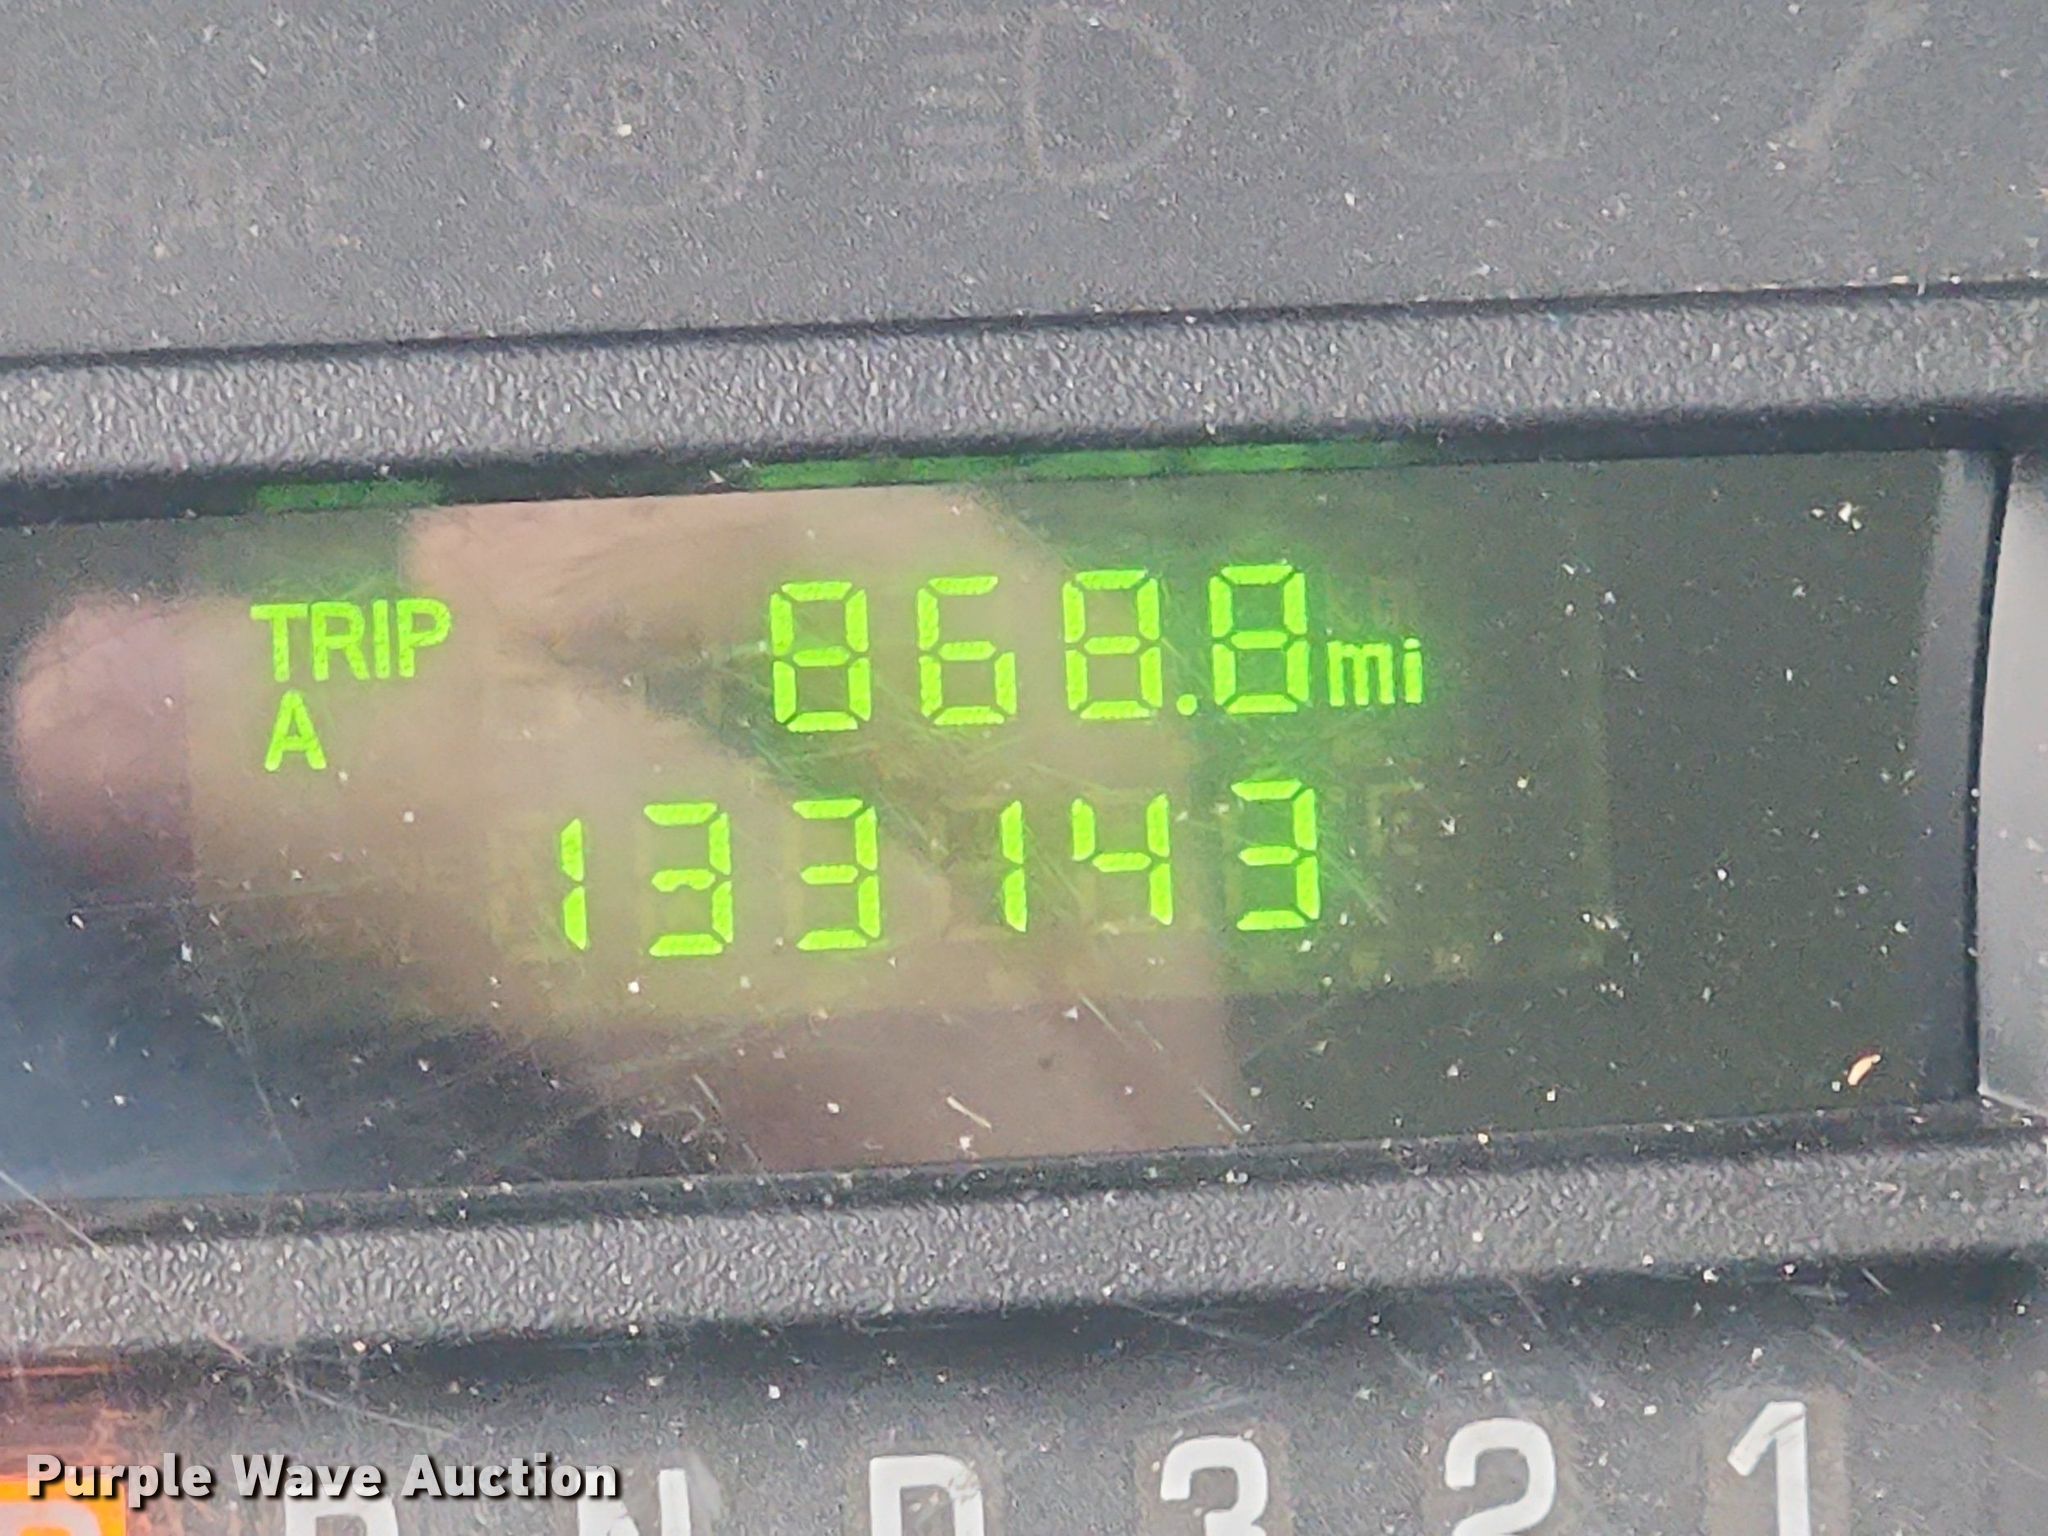 TRIP 868.8mi
A
133143
P R N D 3 2 1
Purple Wave Auction